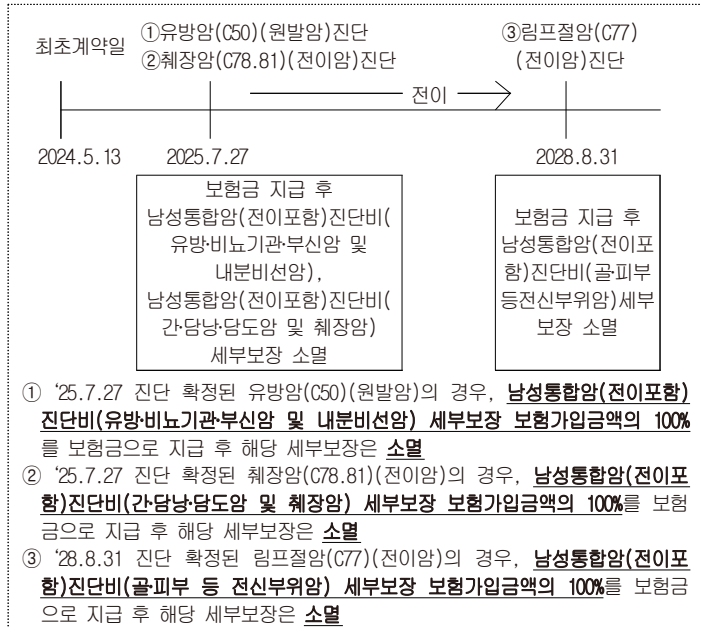 최초계약일
①유방암(C50)(원발암)진단
②췌장암(C78.81)(전이암)진단
③림프절암(C77)
(전이암)진단
전이
2024.5.13
2025.7.27
2028.8.31
보험금 지급 후
남성통합암(전이포함)진단비(
유방·비뇨기관·부신암 및
내분비선암),
남성통합암(전이포함)진단비(
간·담낭·담도암 및 췌장암)
세부보장 소멸
보험금 지급 후
남성통합암(전이포
함)진단비(골·피부
등전신부위암)세부
보장 소멸
① ‘25.7.27 진단 확정된 유방암(C50)(원발암)의 경우, 남성통합암(전이포함)
진단비(유방·비뇨기관·부신암 및 내분비선암) 세부보장 보험가입금액의 100%
를 보험금으로 지급 후 해당 세부보장은 소멸
② ‘25.7.27 진단 확정된 췌장암(C78.81)(전이암)의 경우, 남성통합암(전이포
함)진단비(간·담낭·담도암 및 췌장암) 세부보장 보험가입금액의 100%를 보험
금으로 지급 후 해당 세부보장은 소멸
③ ‘28.8.31 진단 확정된 림프절암(C77)(전이암)의 경우, 남성통합암(전이포
함)진단비(골·피부 등 전신부위암) 세부보장 보험가입금액의 100%를 보험금
으로 지급 후 해당 세부보장은 소멸